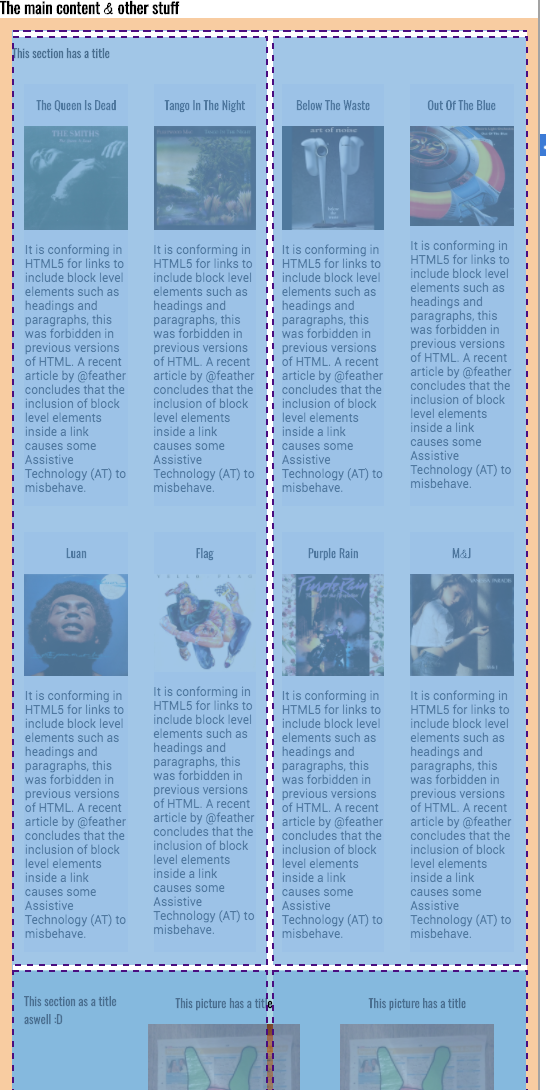 The main content & other stuff
This section has a title
The Queen Is Dead
Tango In The Night
Below The Waste
Out Of The Blue
THE SMITHS
art of noise
It is conforming in
HTML5 for links to
include block level
elements such as
headings and
paragraphs, this
was forbidden in
previous versions
of HTML. A recent
article by @feather
concludes that the
inclusion of block
level elements
inside a link
causes some
Assistive
Technology (AT) to
misbehave.
It is conforming in
HTML5 for links to
include block level
elements such as
headings and
paragraphs, this
was forbidden in
previous versions
of HTML. A recent
article by @feather
concludes that the
inclusion of block
level elements
inside a link
causes some
Assistive
Technology (AT) to
misbehave.
It is conforming in
HTML5 for links to
include block level
elements such as
headings and
paragraphs, this
was forbidden in
previous versions
of HTML. A recent
article by @feather
concludes that the
inclusion of block
level elements
inside a link
causes some
Assistive
Technology (AT) to
misbehave.
It is conforming in
HTML5 for links to
include block level
elements such as
headings and
paragraphs, this
was forbidden in
previous versions
of HTML. A recent
article by @feather
concludes that the
inclusion of block
level elements
inside a link
causes some
Assistive
Technology (AT) to
misbehave.
Luan
Flag
Purple Rain
M&J
Purple Rain
It is conforming in
HTML5 for links to
include block level
elements such as
headings and
paragraphs, this
was forbidden in
previous versions
of HTML. A recent
article by @feather
concludes that the
inclusion of block
level elements
inside a link
causes some
Assistive
Technology (AT) to
misbehave.
It is conforming in
HTML5 for links to
include block level
elements such as
headings and
paragraphs, this
was forbidden in
previous versions
of HTML. A recent
article by @feather
concludes that the
inclusion of block
level elements
inside a link
causes some
Assistive
Technology (AT) to
misbehave.
It is conforming in
HTML5 for links to
include block level
elements such as
headings and
paragraphs, this
was forbidden in
previous versions
of HTML. A recent
article by @feather
concludes that the
inclusion of block
level elements
inside a link
causes some
Assistive
Technology (AT) to
misbehave.
It is conforming in
HTML5 for links to
include block level
elements such as
headings and
paragraphs, this
was forbidden in
previous versions
of HTML. A recent
article by @feather
concludes that the
inclusion of block
level elements
inside a link
causes some
Assistive
Technology (AT) to
misbehave.
This section as a title
aswell :D
This picture has a title
This picture has a title